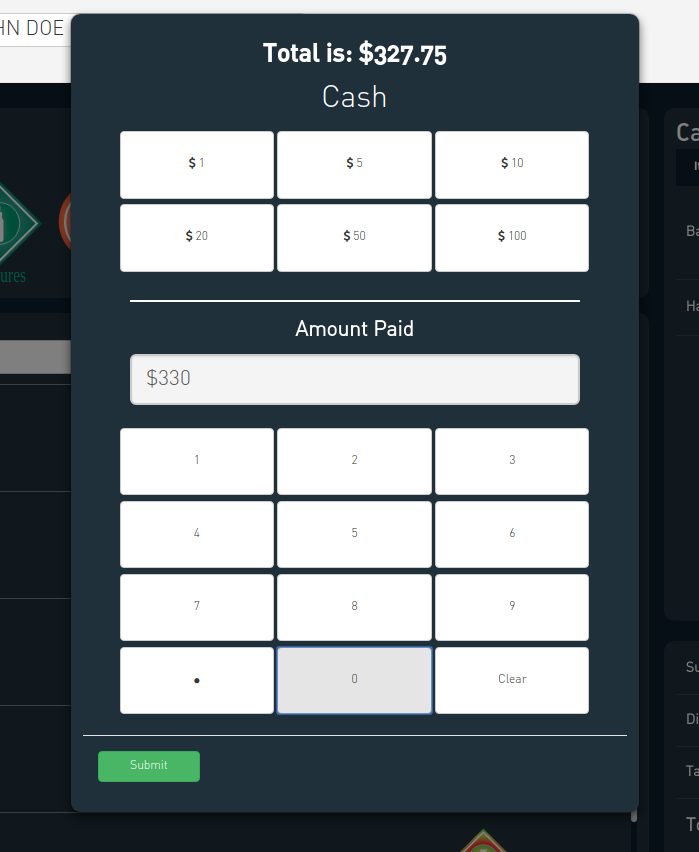 HN DOE
Total is: $327.75
Cash
$ 1
$ 5
$ 10
$ 20
$ 50
$ 100
Amount Paid
$330
1
2
3
4
5
6
7
8
9
.
0
Clear
Submit
ures
Ca
Ba
Ha
Su
Di
Ta
To